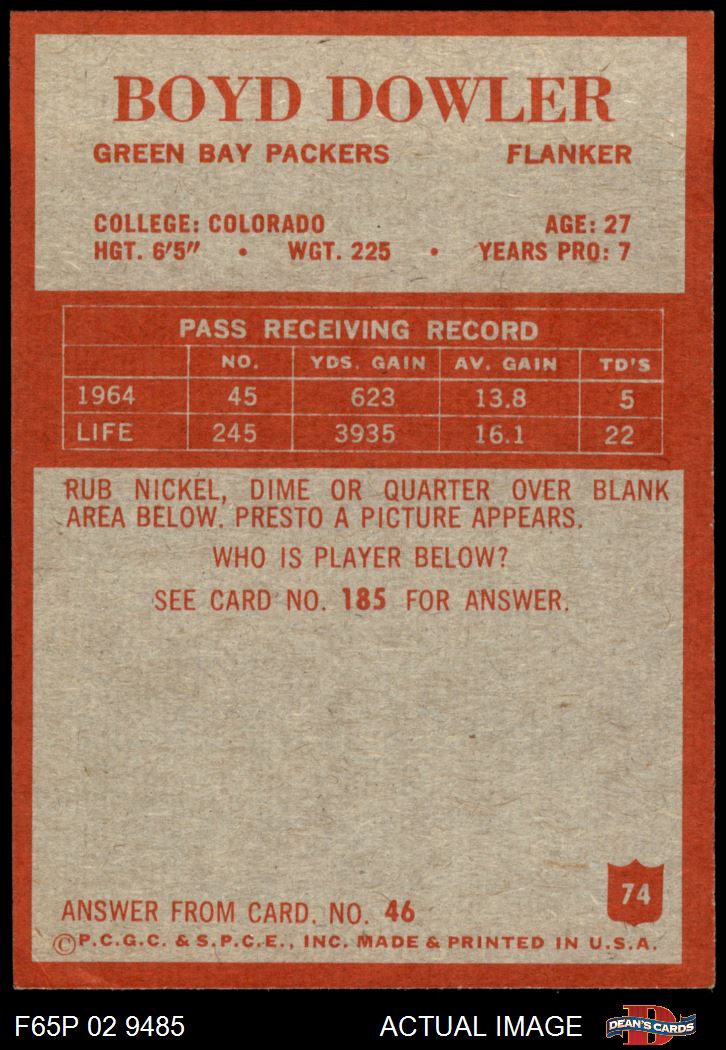 BOYD DOWLER
GREEN BAY PACKERS FLANKER
COLLEGE: COLORADO AGE: 27
HGT. 6'5" • WGT. 225 • YEARS PRO: 7
PASS RECEIVING RECORD
NO. YDS. GAIN AV. GAIN TD'S
1964 45 623 13.8 5
LIFE 245 3935 16.1 22
RUB NICKEL, DIME OR QUARTER OVER BLANK
AREA BELOW. PRESTO A PICTURE APPEARS.
WHO IS PLAYER BELOW?
SEE CARD NO. 185 FOR ANSWER.
74
ANSWER FROM CARD. NO. 46
©P.C.G.C. & S.P.C.E., INC. MADE & PRINTED IN U.S.A.
F65P 02 9485 ACTUAL IMAGE D DEAN'S CARDS